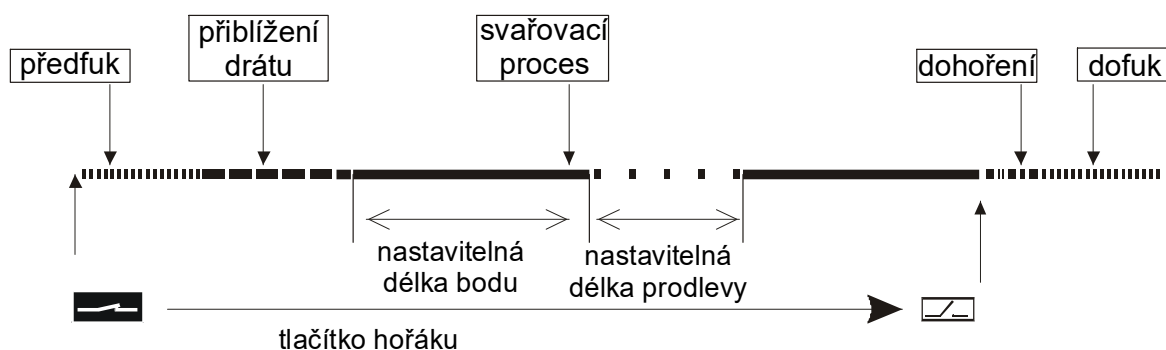 předfuk
přiblížení
drátu
svařovací
proces
dohoření
dofuk
nastavitelná
délka bodu
nastavitelná
délka prodlevy
tlačítko hořáku